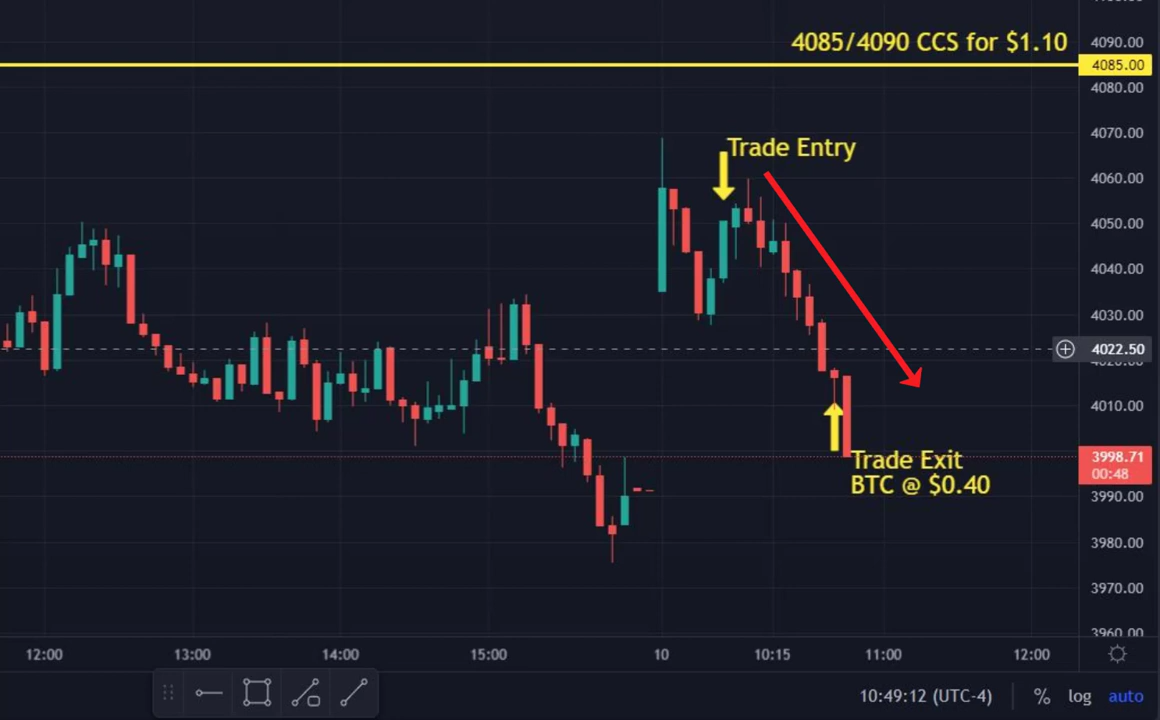 4085/4090 CCS for $1.10
4090.00
4085.00
4080.00
4070.00
Trade Entry
4060.00
4050.00
4040.00
4030.00
4022.50
4010.00
3998.71
00:48
Trade Exit
BTC @ $0.40
3990.00
3980.00
3970.00
3960.00
12:00 13:00 14:00 15:00 10 10:15 11:00 12:00
10:49:12 (UTC-4) % log auto